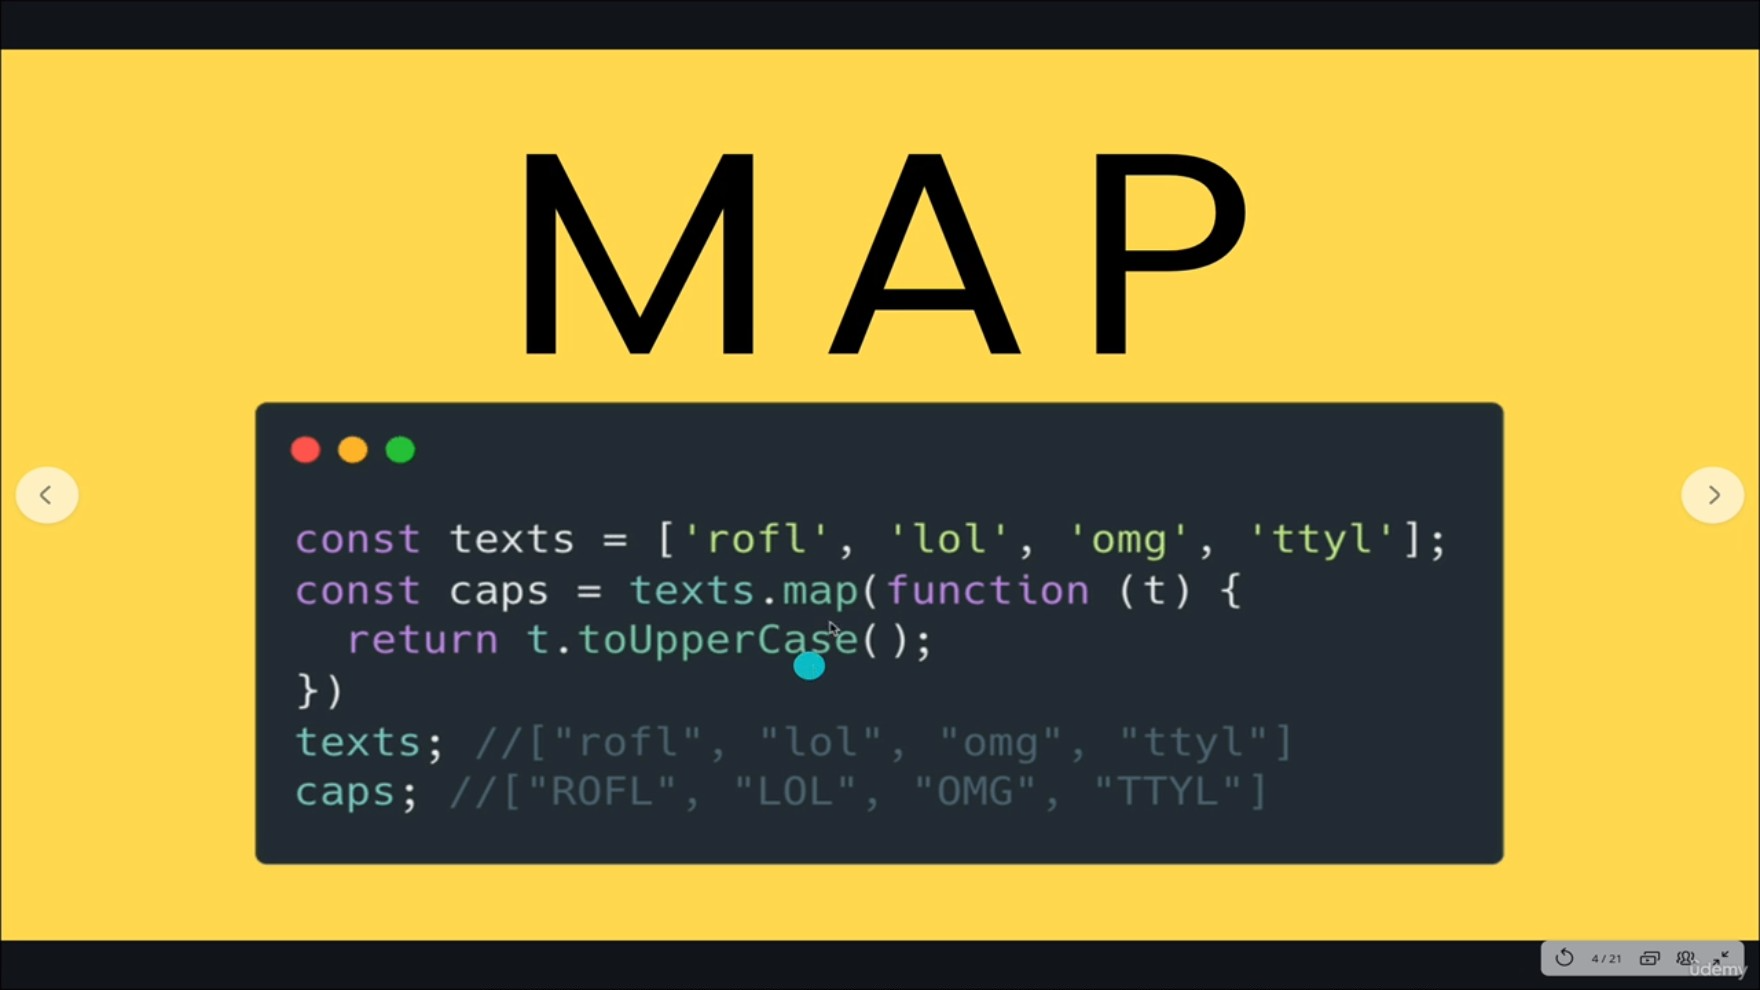 MAP
const texts = ['rofl', 'lol', 'omg', 'ttyl'];
const caps = texts.map(function (t) {
  return t.toUpperCase();
})
texts; //["rofl", "lol", "omg", "ttyl"]
caps; //["ROFL", "LOL", "OMG", "TTYL"]
4 / 21
ûdemy